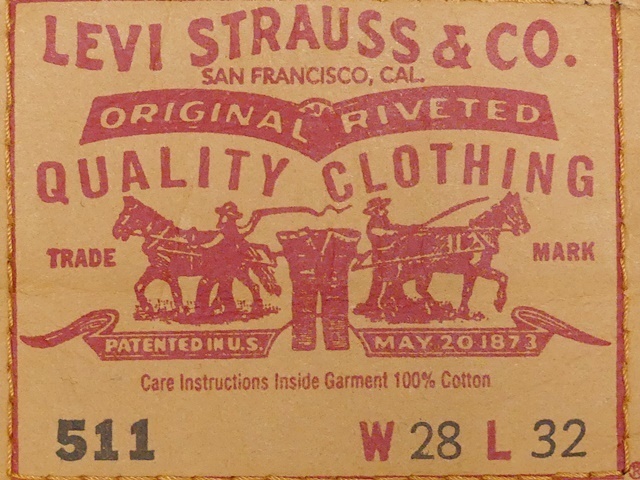 LEVI STRAUSS & CO.
SAN FRANCISCO, CAL.
ORIGINAL RIVETED
QUALITY CLOTHING
TRADE MARK
PATENTED IN U.S. MAY 20 1873
Care Instructions Inside Garment 100% Cotton
511 W 28 L 32